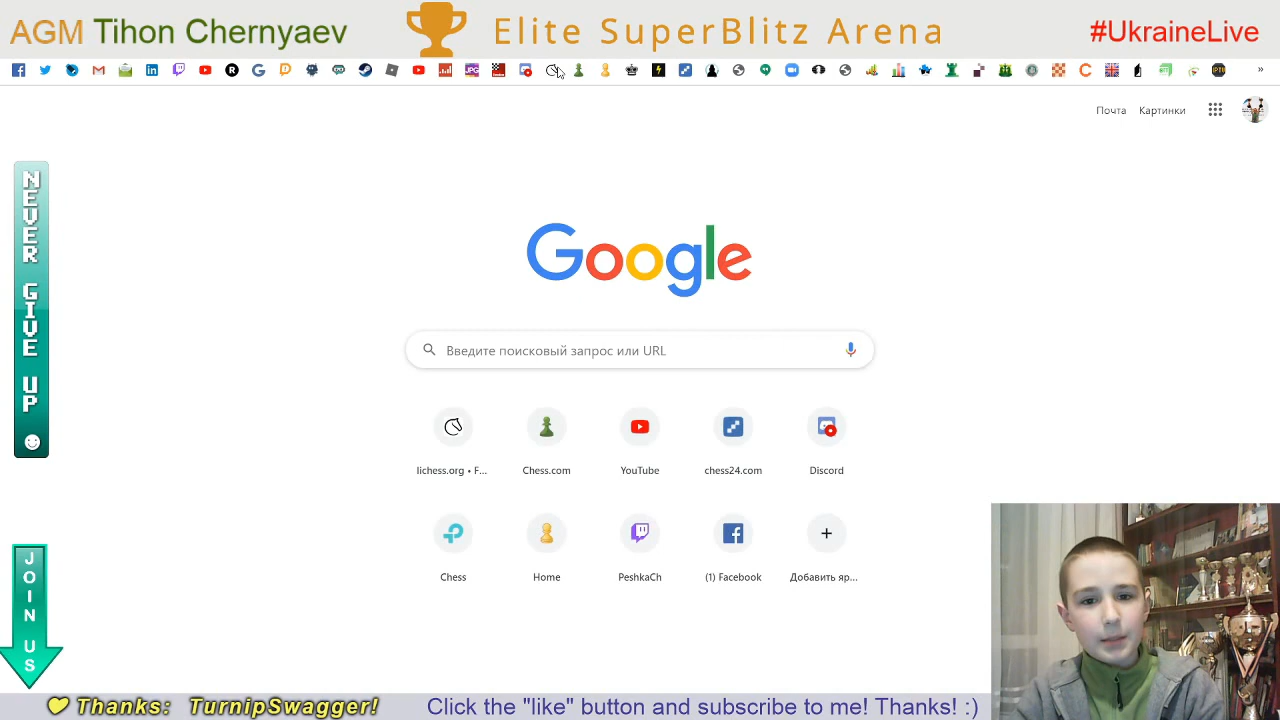 AGM Tihon Chernyaev
Elite SuperBlitz Arena
#UkraineLive
Почта Картинки
NEVER GIVE UP
Google
Введите поисковый запрос или URL
lichess.org • F...
Chess.com
YouTube
chess24.com
Discord
Chess
Home
PeshkaCh
(1) Facebook
Добавить яр...
JOIN US
Thanks: TurnipSwagger!
Click the "like" button and subscribe to me! Thanks! :)